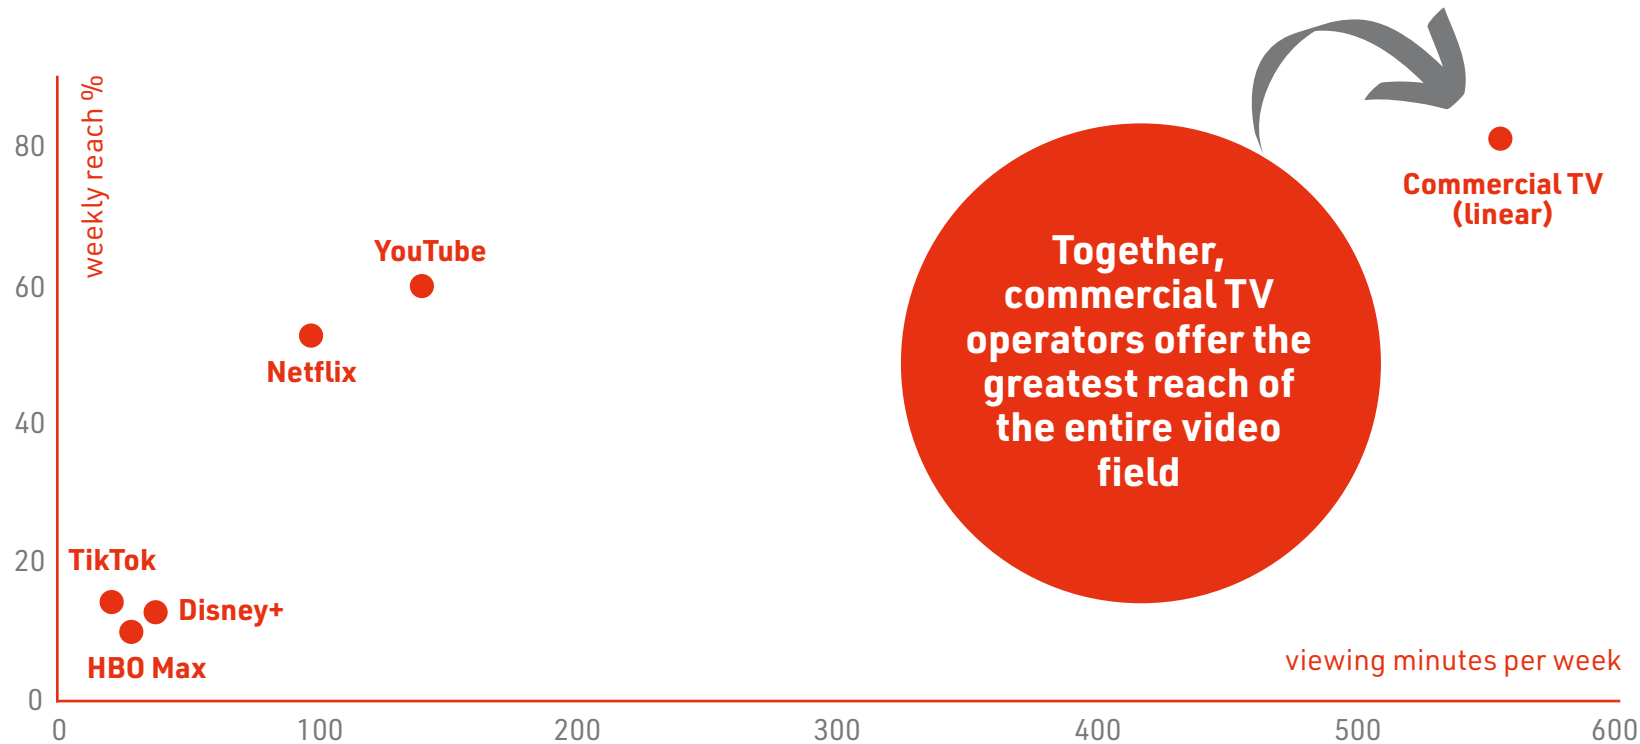 weekly reach %
80
60
40
20
0
YouTube
Netflix
TikTok
Disney+
HBO Max
Together,
commercial TV
operators offer the
greatest reach of
the entire video
field
Commercial TV
(linear)
viewing minutes per week
0
100
200
300
400
500
600